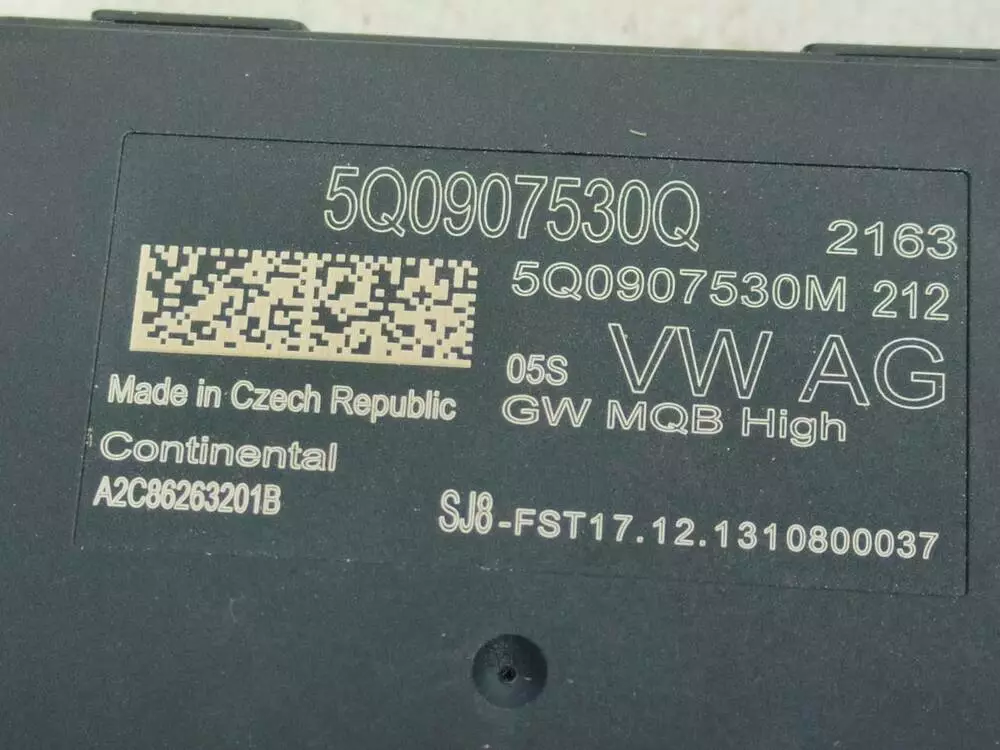 5Q0907530Q
2163
5Q0907530M 212
05S VW AG
Made in Czech Republic
GW MQB High
Continental
A2C86263201B
SJ8-FST17.12.1310800037